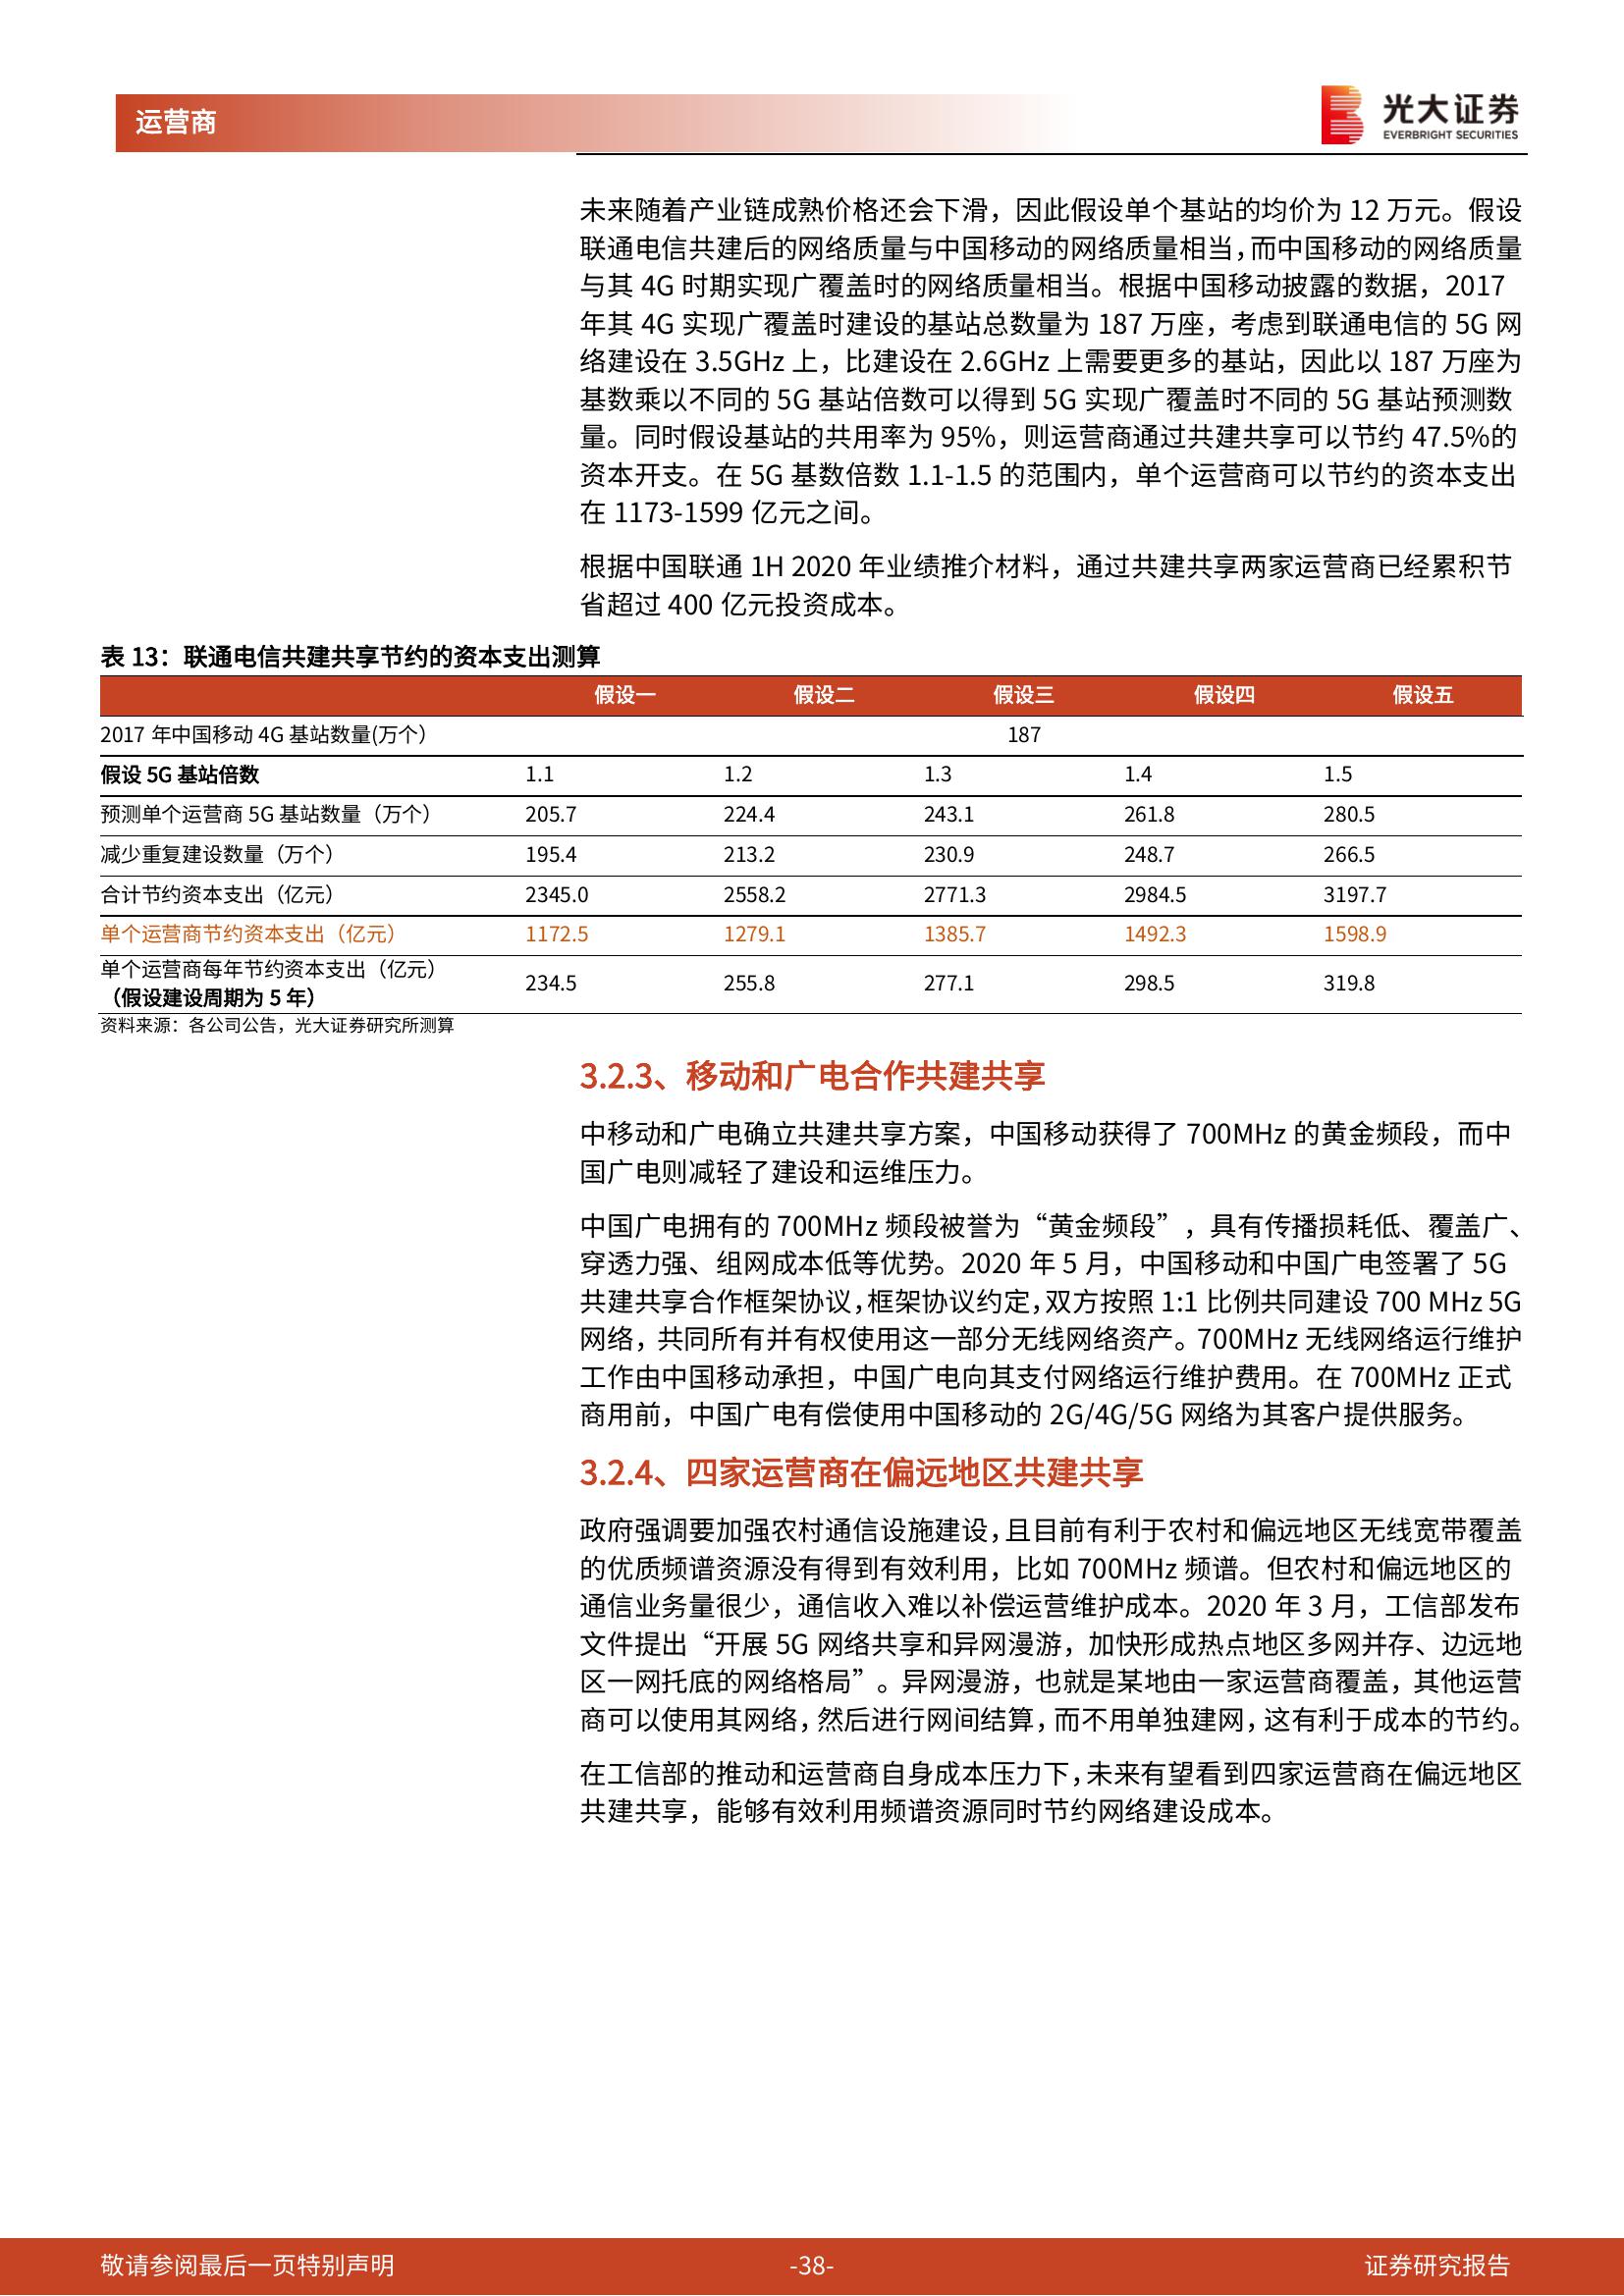 运营商
光大证券
EVERBRIGHT SECURITIES
未来随着产业链成熟价格还会下滑，因此假设单个基站的均价为 12 万元。假设
联通电信共建后的网络质量与中国移动的网络质量相当，而中国移动的网络质量
与其 4G 时期实现广覆盖时的网络质量相当。根据中国移动披露的数据，2017
年其 4G 实现广覆盖时建设的基站总数量为 187 万座，考虑到联通电信的 5G 网
络建设在 3.5GHz 上，比建设在 2.6GHz 上需要更多的基站，因此以 187 万座为
基数乘以不同的 5G 基站倍数可以得到 5G 实现广覆盖时不同的 5G 基站预测数
量。同时假设基站的共用率为 95%，则运营商通过共建共享可以节约 47.5%的
资本开支。在 5G 基数倍数 1.1-1.5 的范围内，单个运营商可以节约的资本支出
在 1173-1599 亿元之间。
根据中国联通 1H 2020 年业绩推介材料，通过共建共享两家运营商已经累积节
省超过 400 亿元投资成本。
表 13：联通电信共建共享节约的资本支出测算
假设一 假设二 假设三 假设四 假设五
2017 年中国移动 4G 基站数量(万个） 187
假设 5G 基站倍数 1.1 1.2 1.3 1.4 1.5
预测单个运营商 5G 基站数量（万个） 205.7 224.4 243.1 261.8 280.5
减少重复建设数量（万个） 195.4 213.2 230.9 248.7 266.5
合计节约资本支出（亿元） 2345.0 2558.2 2771.3 2984.5 3197.7
单个运营商节约资本支出（亿元） 1172.5 1279.1 1385.7 1492.3 1598.9
单个运营商每年节约资本支出（亿元）
（假设建设周期为 5 年） 234.5 255.8 277.1 298.5 319.8
资料来源：各公司公告，光大证券研究所测算
3.2.3、移动和广电合作共建共享
中移动和广电确立共建共享方案，中国移动获得了 700MHz 的黄金频段，而中
国广电则减轻了建设和运维压力。
中国广电拥有的 700MHz 频段被誉为“黄金频段”，具有传播损耗低、覆盖广、
穿透力强、组网成本低等优势。2020 年 5 月，中国移动和中国广电签署了 5G
共建共享合作框架协议，框架协议约定，双方按照 1:1 比例共同建设 700 MHz 5G
网络，共同所有并有权使用这一部分无线网络资产。700MHz 无线网络运行维护
工作由中国移动承担，中国广电向其支付网络运行维护费用。在 700MHz 正式
商用前，中国广电有偿使用中国移动的 2G/4G/5G 网络为其客户提供服务。
3.2.4、四家运营商在偏远地区共建共享
政府强调要加强农村通信设施建设，且目前有利于农村和偏远地区无线宽带覆盖
的优质频谱资源没有得到有效利用，比如 700MHz 频谱。但农村和偏远地区的
通信业务量很少，通信收入难以补偿运营维护成本。2020 年 3 月，工信部发布
文件提出“开展 5G 网络共享和异网漫游，加快形成热点地区多网并存、边远地
区一网托底的网络格局”。异网漫游，也就是某地由一家运营商覆盖，其他运营
商可以使用其网络，然后进行网间结算，而不用单独建网，这有利于成本的节约。
在工信部的推动和运营商自身成本压力下，未来有望看到四家运营商在偏远地区
共建共享，能够有效利用频谱资源同时节约网络建设成本。
敬请参阅最后一页特别声明 -38- 证券研究报告